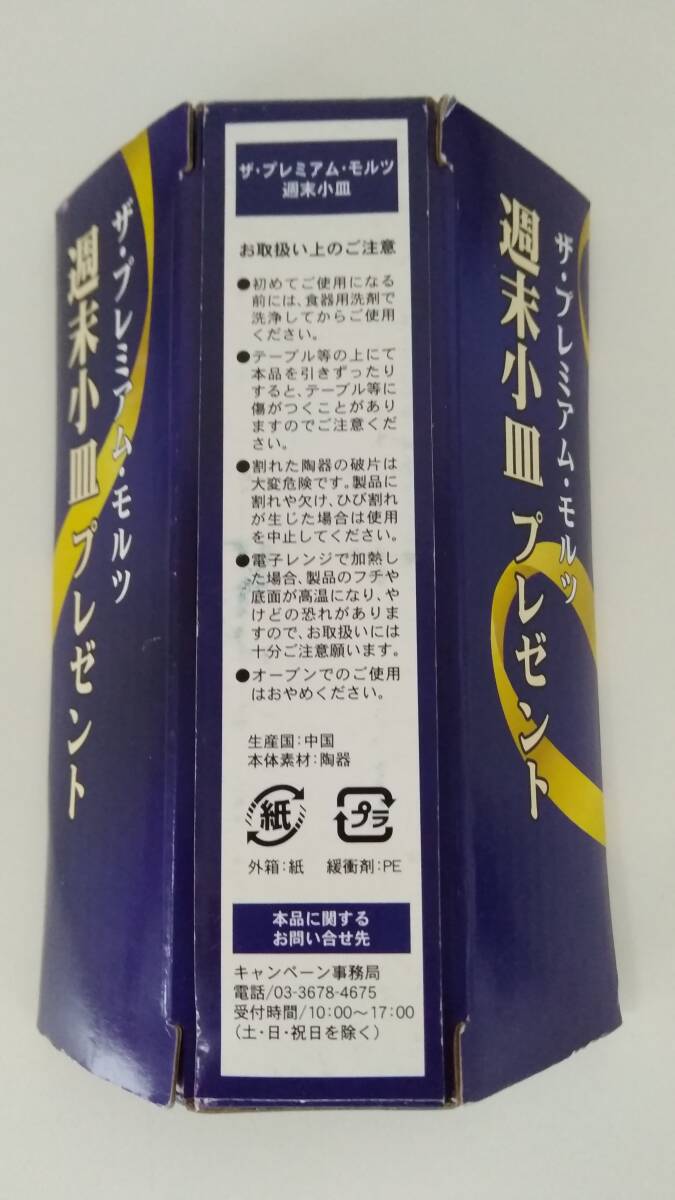 ザ・プレミアム・モルツ
週末小皿 プレゼント
ザ・プレミアム・モルツ
週末小皿
お取扱い上のご注意
●初めてご使用になる
前には、食器用洗剤で
洗浄してからご使用
ください。
●テーブル等の上にて
本品を引きずったり
すると、テーブル等に
傷がつくことがあり
ますのでご注意くだ
さい。
●割れた陶器の破片は
大変危険です。製品に
割れや欠け、ひび割れ
が生じた場合は使用
を中止してください。
●電子レンジで加熱し
た場合、製品のフチや
底面が高温になり、や
けどの恐れがありま
すので、お取扱いには
十分ご注意願います。
●オーブンでのご使用
はおやめください。
生産国：中国
本体素材：陶器
紙
プラ
外箱：紙 緩衝剤：PE
本品に関する
お問い合せ先
キャンペーン事務局
電話/03-3678-4675
受付時間/10:00～17:00
（土・日・祝日を除く）
ザ・プレミアム・モルツ
週末小皿 プレゼント